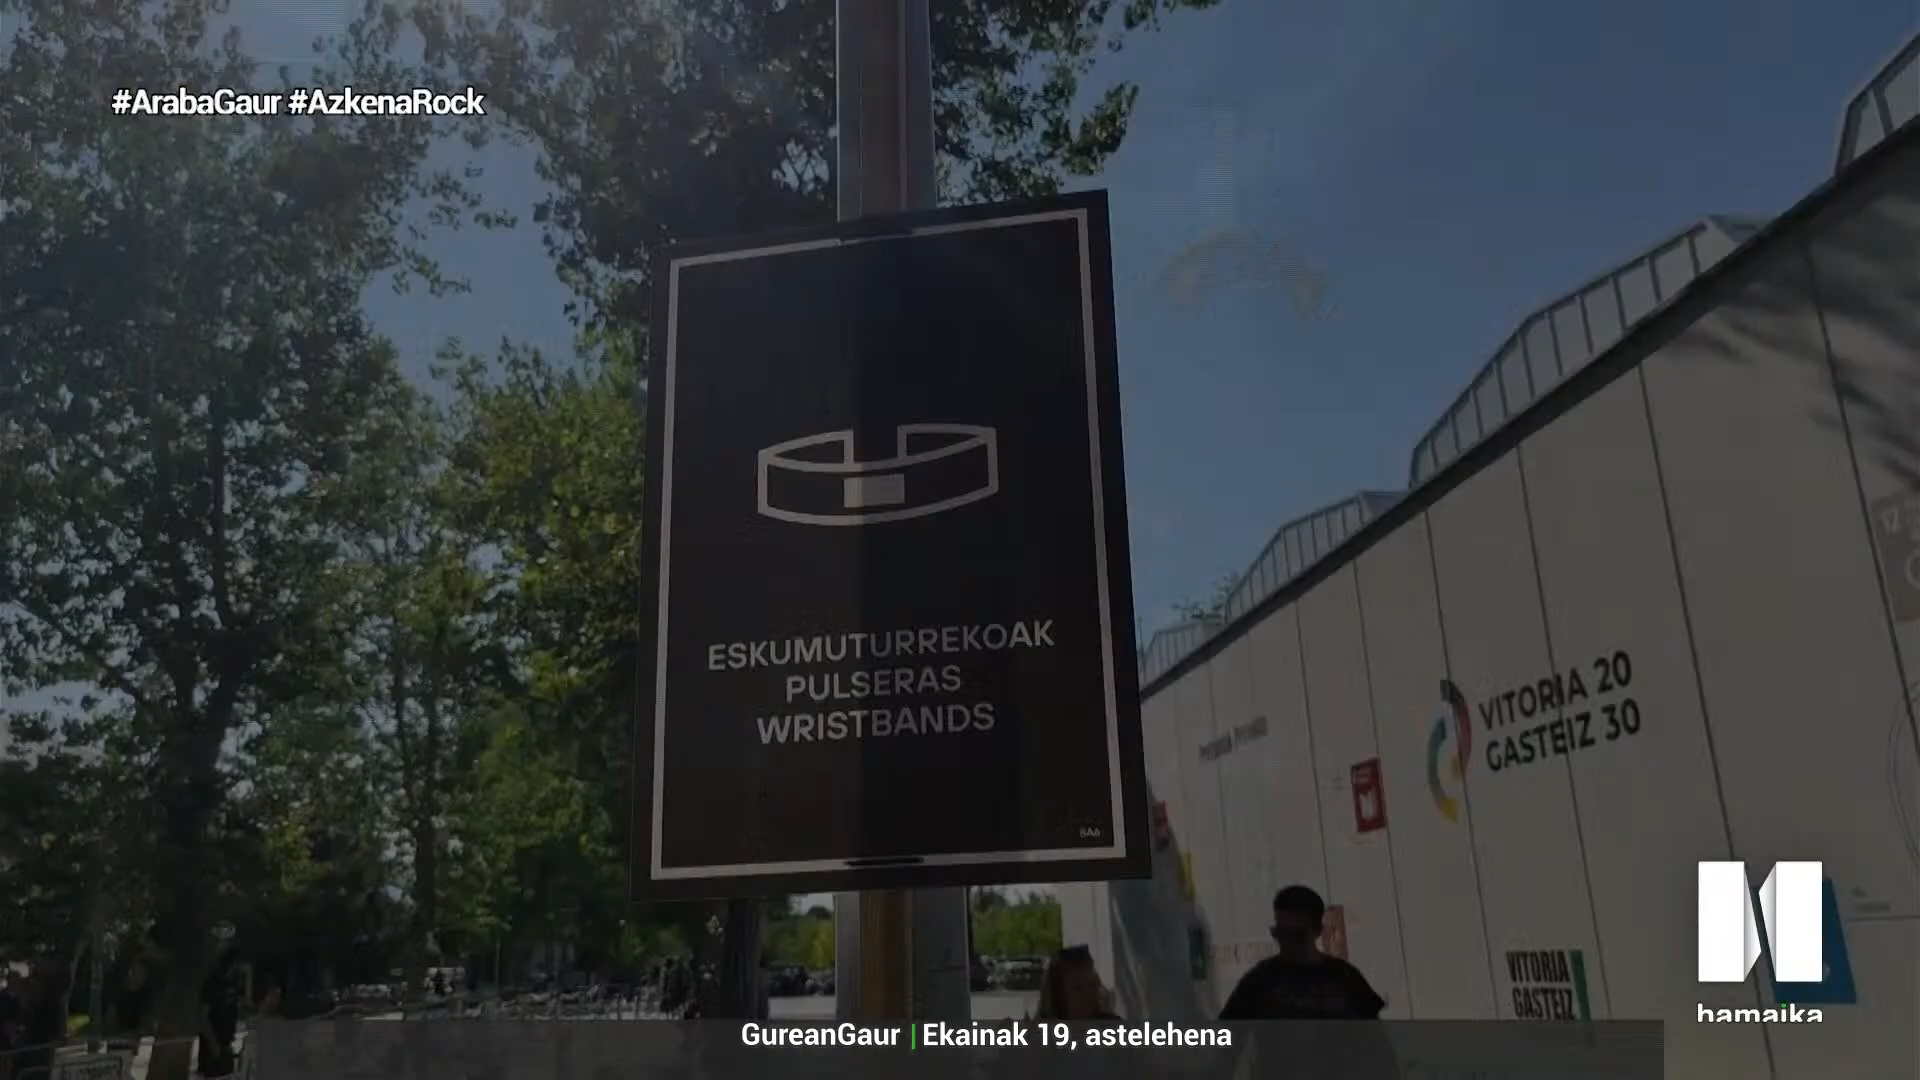 #ArabaGaur #AzkenaRock
ESKUMUTURREKOAK
PULSERAS
WRISTBANDS
VITORIA 20
GASTEIZ 30
VITORIA
GASTEIZ
hamaika
GureanGaur | Ekainak 19, astelehena